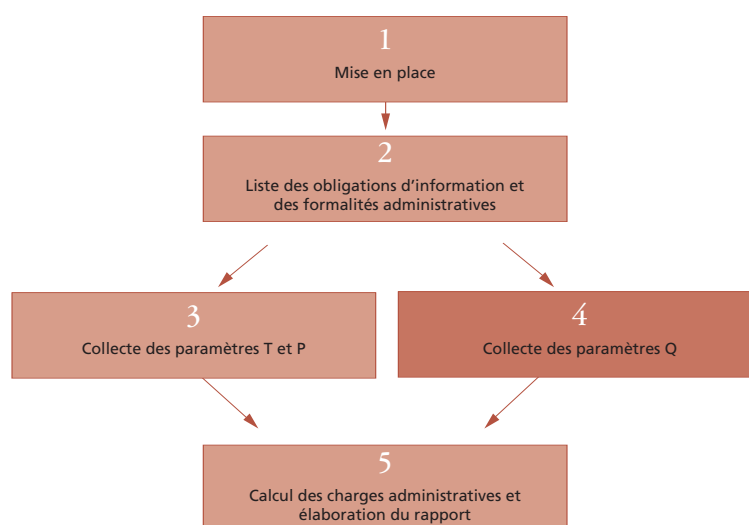 1
Mise en place
2
Liste des obligations d’information et
des formalités administratives
3
Collecte des paramètres T et P
4
Collecte des paramètres Q
5
Calcul des charges administratives et
élaboration du rapport